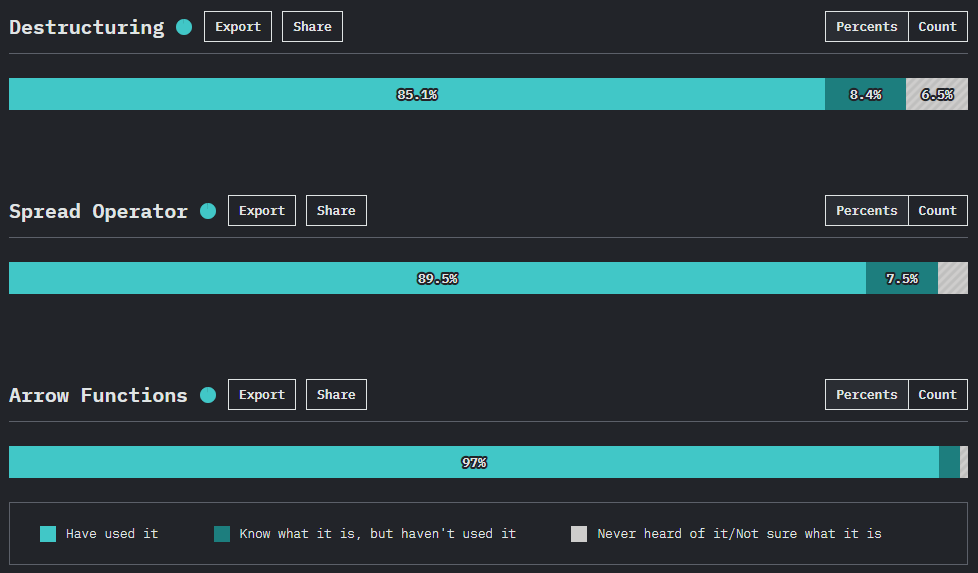 Destructuring Export Share Percents Count
85.1% 8.4% 6.5%
Spread Operator Export Share Percents Count
89.5% 7.5%
Arrow Functions Export Share Percents Count
97%
Have used it Know what it is, but haven't used it Never heard of it/Not sure what it is